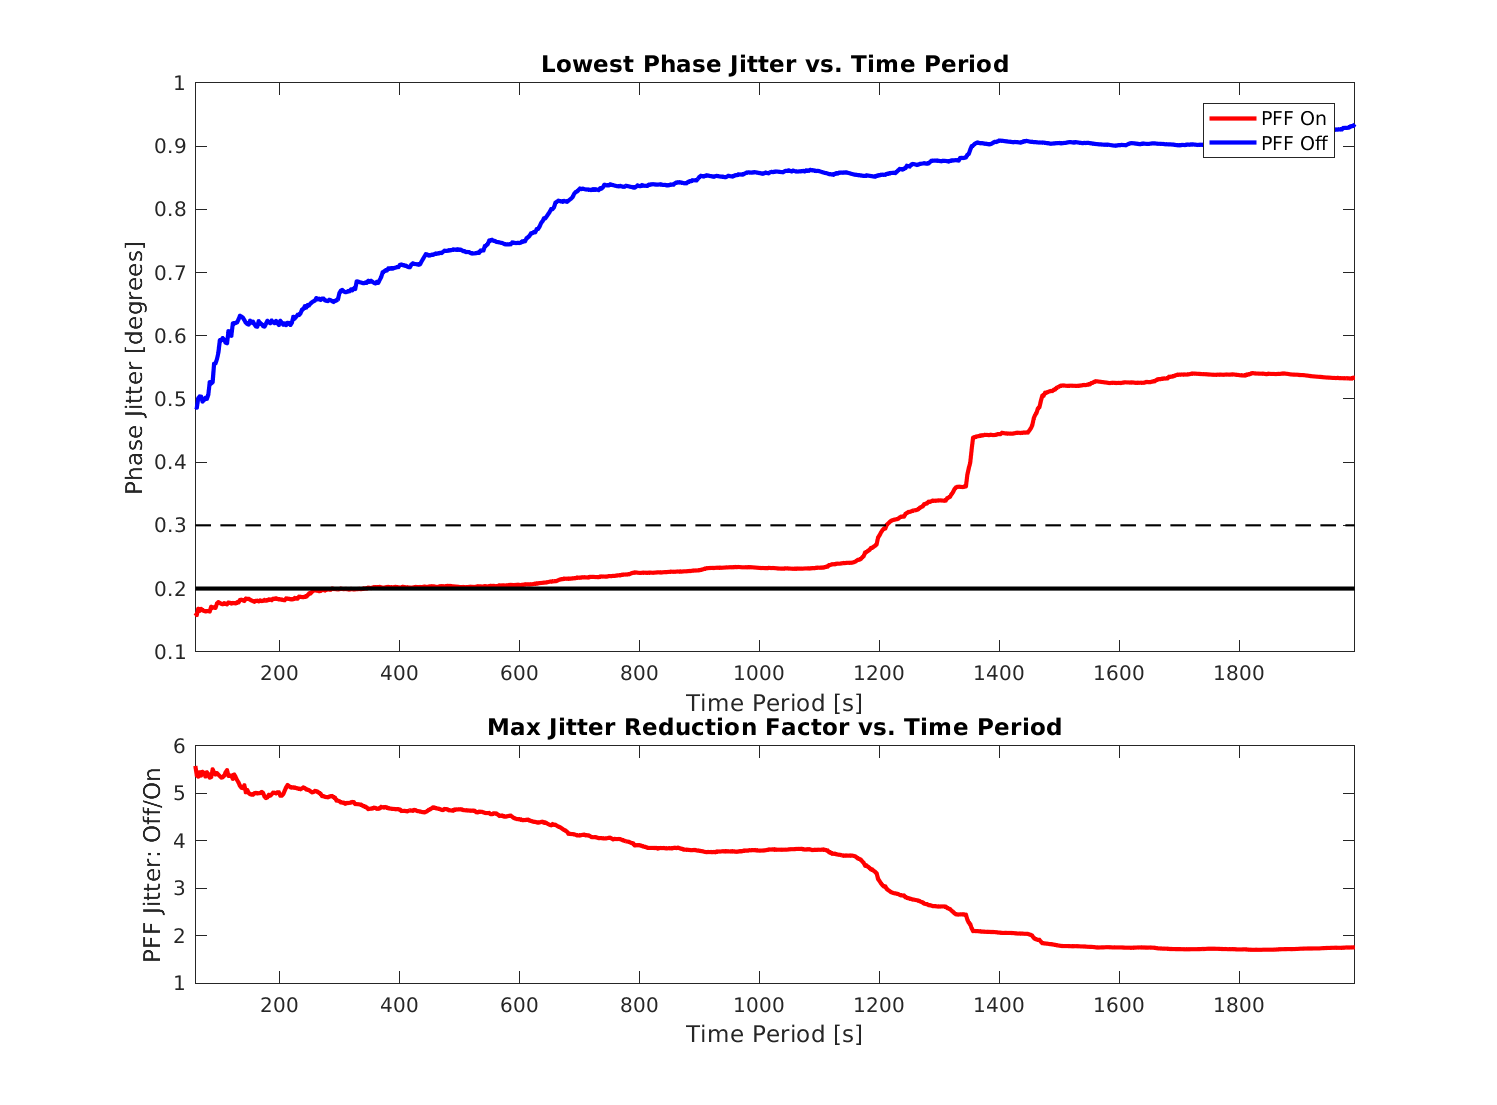 Lowest Phase Jitter vs. Time Period
1
0.9
0.8
0.7
0.6
0.5
0.4
0.3
0.2
0.1
Phase Jitter [degrees]
PFF On
PFF Off
200 400 600 800 1000 1200 1400 1600 1800
Time Period [s]
Max Jitter Reduction Factor vs. Time Period
6
5
4
3
2
1
PFF Jitter: Off/On
200 400 600 800 1000 1200 1400 1600 1800
Time Period [s]